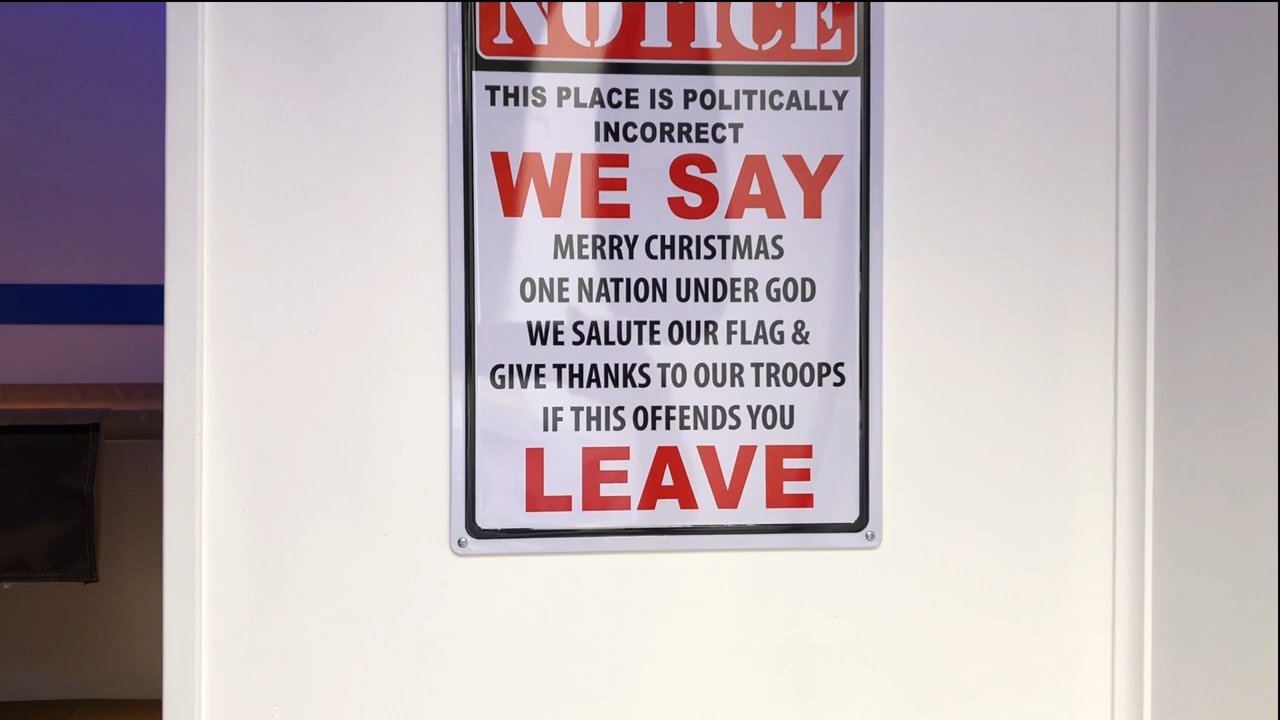 NOTICE
THIS PLACE IS POLITICALLY
INCORRECT
WE SAY
MERRY CHRISTMAS
ONE NATION UNDER GOD
WE SALUTE OUR FLAG &
GIVE THANKS TO OUR TROOPS
IF THIS OFFENDS YOU
LEAVE